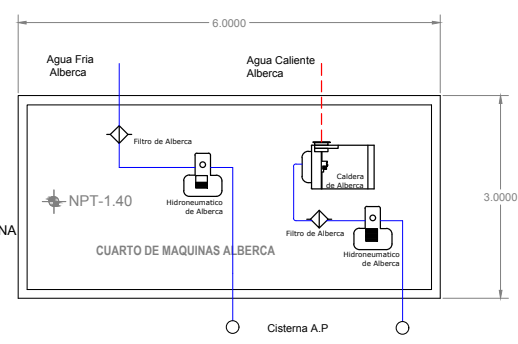 6.0000
Agua Fria
Alberca
Agua Caliente
Alberca
Filtro de Alberca
Caldera
de Alberca
NPT-1.40
Hidroneumatico
de Alberca
3.0000
Filtro de Alberca
NA
CUARTO DE MAQUINAS ALBERCA
Hidroneumatico
de Alberca
Cisterna A.P